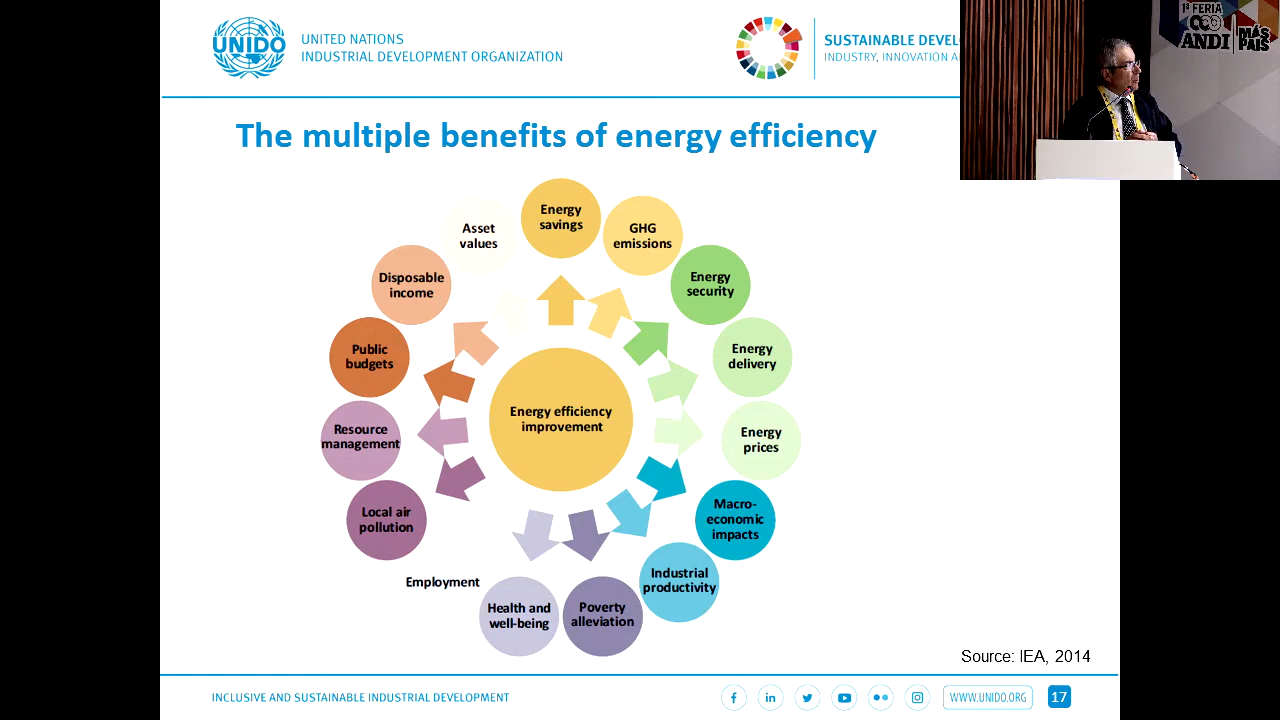 UNIDO
UNITED NATIONS
INDUSTRIAL DEVELOPMENT ORGANIZATION
INDUSTRY, INNOVATION
1ª FERIA
ANDI
MÁS
PAÍS
The multiple benefits of energy efficiency
Energy
savings
GHG
emissions
Energy
security
Energy
delivery
Energy
prices
Macro-
economic
impacts
Industrial
productivity
Poverty
alleviation
Health and
well-being
Employment
Local air
pollution
Resource
management
Public
budgets
Disposable
income
Asset
values
Energy efficiency
improvement
Source: IEA, 2014
INCLUSIVE AND SUSTAINABLE INDUSTRIAL DEVELOPMENT
WWW.UNIDO.ORG
17
SUSTAINABLE